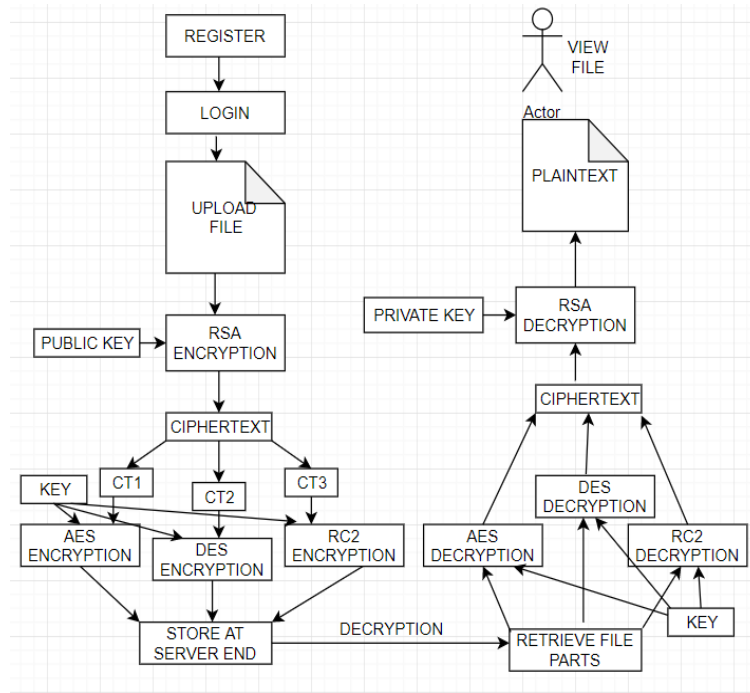 REGISTER
LOGIN
UPLOAD
FILE
PUBLIC KEY
RSA
ENCRYPTION
CIPHERTEXT
CT1
CT2
CT3
KEY
AES
ENCRYPTION
DES
ENCRYPTION
RC2
ENCRYPTION
STORE AT
SERVER END
DECRYPTION
VIEW
FILE
Actor
PLAINTEXT
PRIVATE KEY
RSA
DECRYPTION
CIPHERTEXT
DES
DECRYPTION
AES
DECRYPTION
RC2
DECRYPTION
KEY
RETRIEVE FILE
PARTS